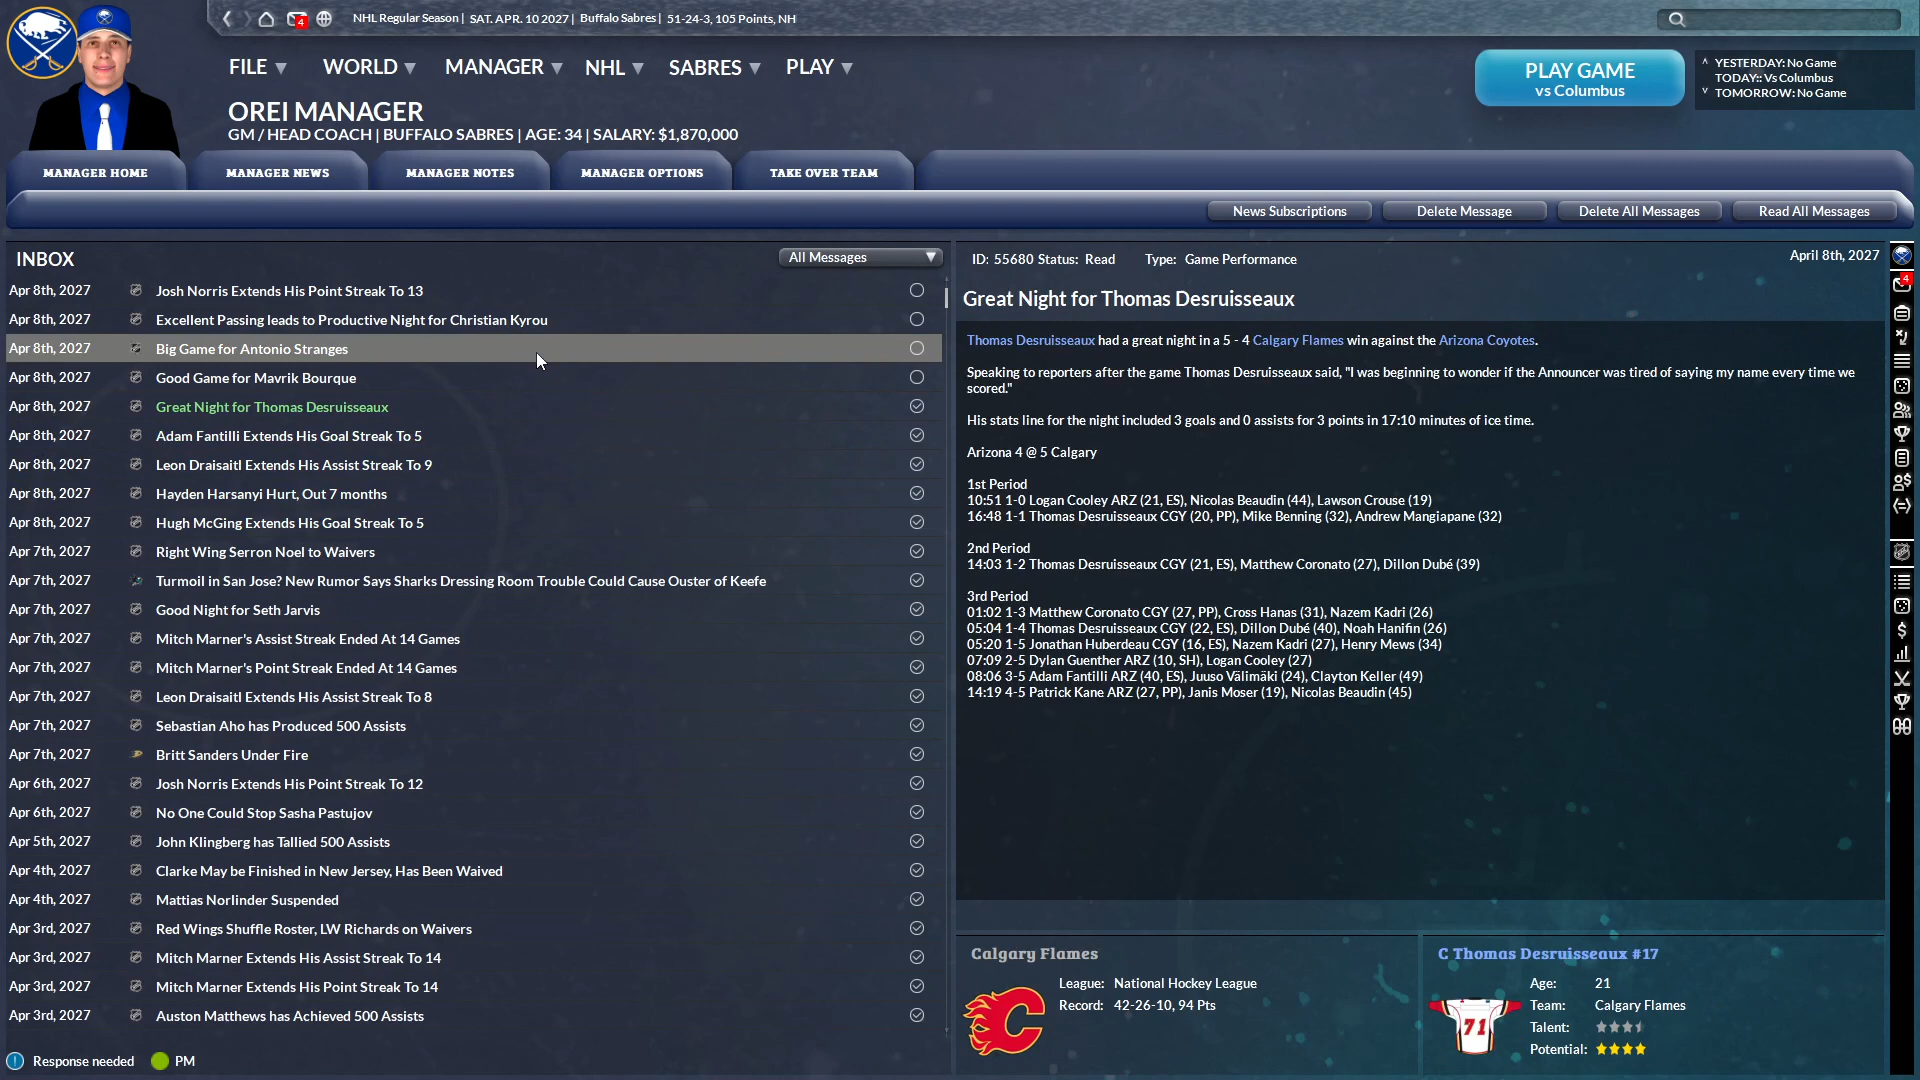 NHL Regular Season | SAT. APR. 10 2027 | Buffalo Sabres | 51-24-3, 105 Points, NH
4
FILE WORLD MANAGER NHL SABRES PLAY
PLAY GAME
vs Columbus
YESTERDAY: No Game
TODAY:: Vs Columbus
TOMORROW: No Game
OREI MANAGER
GM / HEAD COACH | BUFFALO SABRES | AGE: 34 | SALARY: $1,870,000
MANAGER HOME MANAGER NEWS MANAGER NOTES MANAGER OPTIONS TAKE OVER TEAM
News Subscriptions Delete Message Delete All Messages Read All Messages
INBOX
All Messages
Apr 8th, 2027 Josh Norris Extends His Point Streak To 13
Apr 8th, 2027 Excellent Passing leads to Productive Night for Christian Kyrou
Apr 8th, 2027 Big Game for Antonio Stranges
Apr 8th, 2027 Good Game for Mavrik Bourque
Apr 8th, 2027 Great Night for Thomas Desruisseaux
Apr 8th, 2027 Adam Fantilli Extends His Goal Streak To 5
Apr 8th, 2027 Leon Draisaitl Extends His Assist Streak To 9
Apr 8th, 2027 Hayden Harsanyi Hurt, Out 7 months
Apr 8th, 2027 Hugh McGing Extends His Goal Streak To 5
Apr 7th, 2027 Right Wing Serron Noel to Waivers
Apr 7th, 2027 Turmoil in San Jose? New Rumor Says Sharks Dressing Room Trouble Could Cause Ouster of Keefe
Apr 7th, 2027 Good Night for Seth Jarvis
Apr 7th, 2027 Mitch Marner's Assist Streak Ended At 14 Games
Apr 7th, 2027 Mitch Marner's Point Streak Ended At 14 Games
Apr 7th, 2027 Leon Draisaitl Extends His Assist Streak To 8
Apr 7th, 2027 Sebastian Aho has Produced 500 Assists
Apr 7th, 2027 Britt Sanders Under Fire
Apr 6th, 2027 Josh Norris Extends His Point Streak To 12
Apr 6th, 2027 No One Could Stop Sasha Pastujov
Apr 5th, 2027 John Klingberg has Tallied 500 Assists
Apr 4th, 2027 Clarke May be Finished in New Jersey, Has Been Waived
Apr 4th, 2027 Mattias Norlinder Suspended
Apr 3rd, 2027 Red Wings Shuffle Roster, LW Richards on Waivers
Apr 3rd, 2027 Mitch Marner Extends His Assist Streak To 14
Apr 3rd, 2027 Mitch Marner Extends His Point Streak To 14
Apr 3rd, 2027 Auston Matthews has Achieved 500 Assists
Response needed PM
ID: 55680 Status: Read Type: Game Performance
April 8th, 2027
4
Great Night for Thomas Desruisseaux
Thomas Desruisseaux had a great night in a 5 - 4 Calgary Flames win against the Arizona Coyotes.
Speaking to reporters after the game Thomas Desruisseaux said, "I was beginning to wonder if the Announcer was tired of saying my name every time we
scored."
His stats line for the night included 3 goals and 0 assists for 3 points in 17:10 minutes of ice time.
Arizona 4 @ 5 Calgary
1st Period
10:51 1-0 Logan Cooley ARZ (21, ES), Nicolas Beaudin (44), Lawson Crouse (19)
16:48 1-1 Thomas Desruisseaux CGY (20, PP), Mike Benning (32), Andrew Mangiapane (32)
2nd Period
14:03 1-2 Thomas Desruisseaux CGY (21, ES), Matthew Coronato (27), Dillon Dubé (39)
3rd Period
01:02 1-3 Matthew Coronato CGY (27, PP), Cross Hanas (31), Nazem Kadri (26)
05:04 1-4 Thomas Desruisseaux CGY (22, ES), Dillon Dubé (40), Noah Hanifin (26)
05:20 1-5 Jonathan Huberdeau CGY (16, ES), Nazem Kadri (27), Henry Mews (34)
07:09 2-5 Dylan Guenther ARZ (10, SH), Logan Cooley (27)
08:06 3-5 Adam Fantilli ARZ (40, ES), Juuso Välimäki (24), Clayton Keller (49)
14:19 4-5 Patrick Kane ARZ (27, PP), Janis Moser (19), Nicolas Beaudin (45)
Calgary Flames
League: National Hockey League
Record: 42-26-10, 94 Pts
C Thomas Desruisseaux #17
71
Age: 21
Team: Calgary Flames
Talent:
Potential: